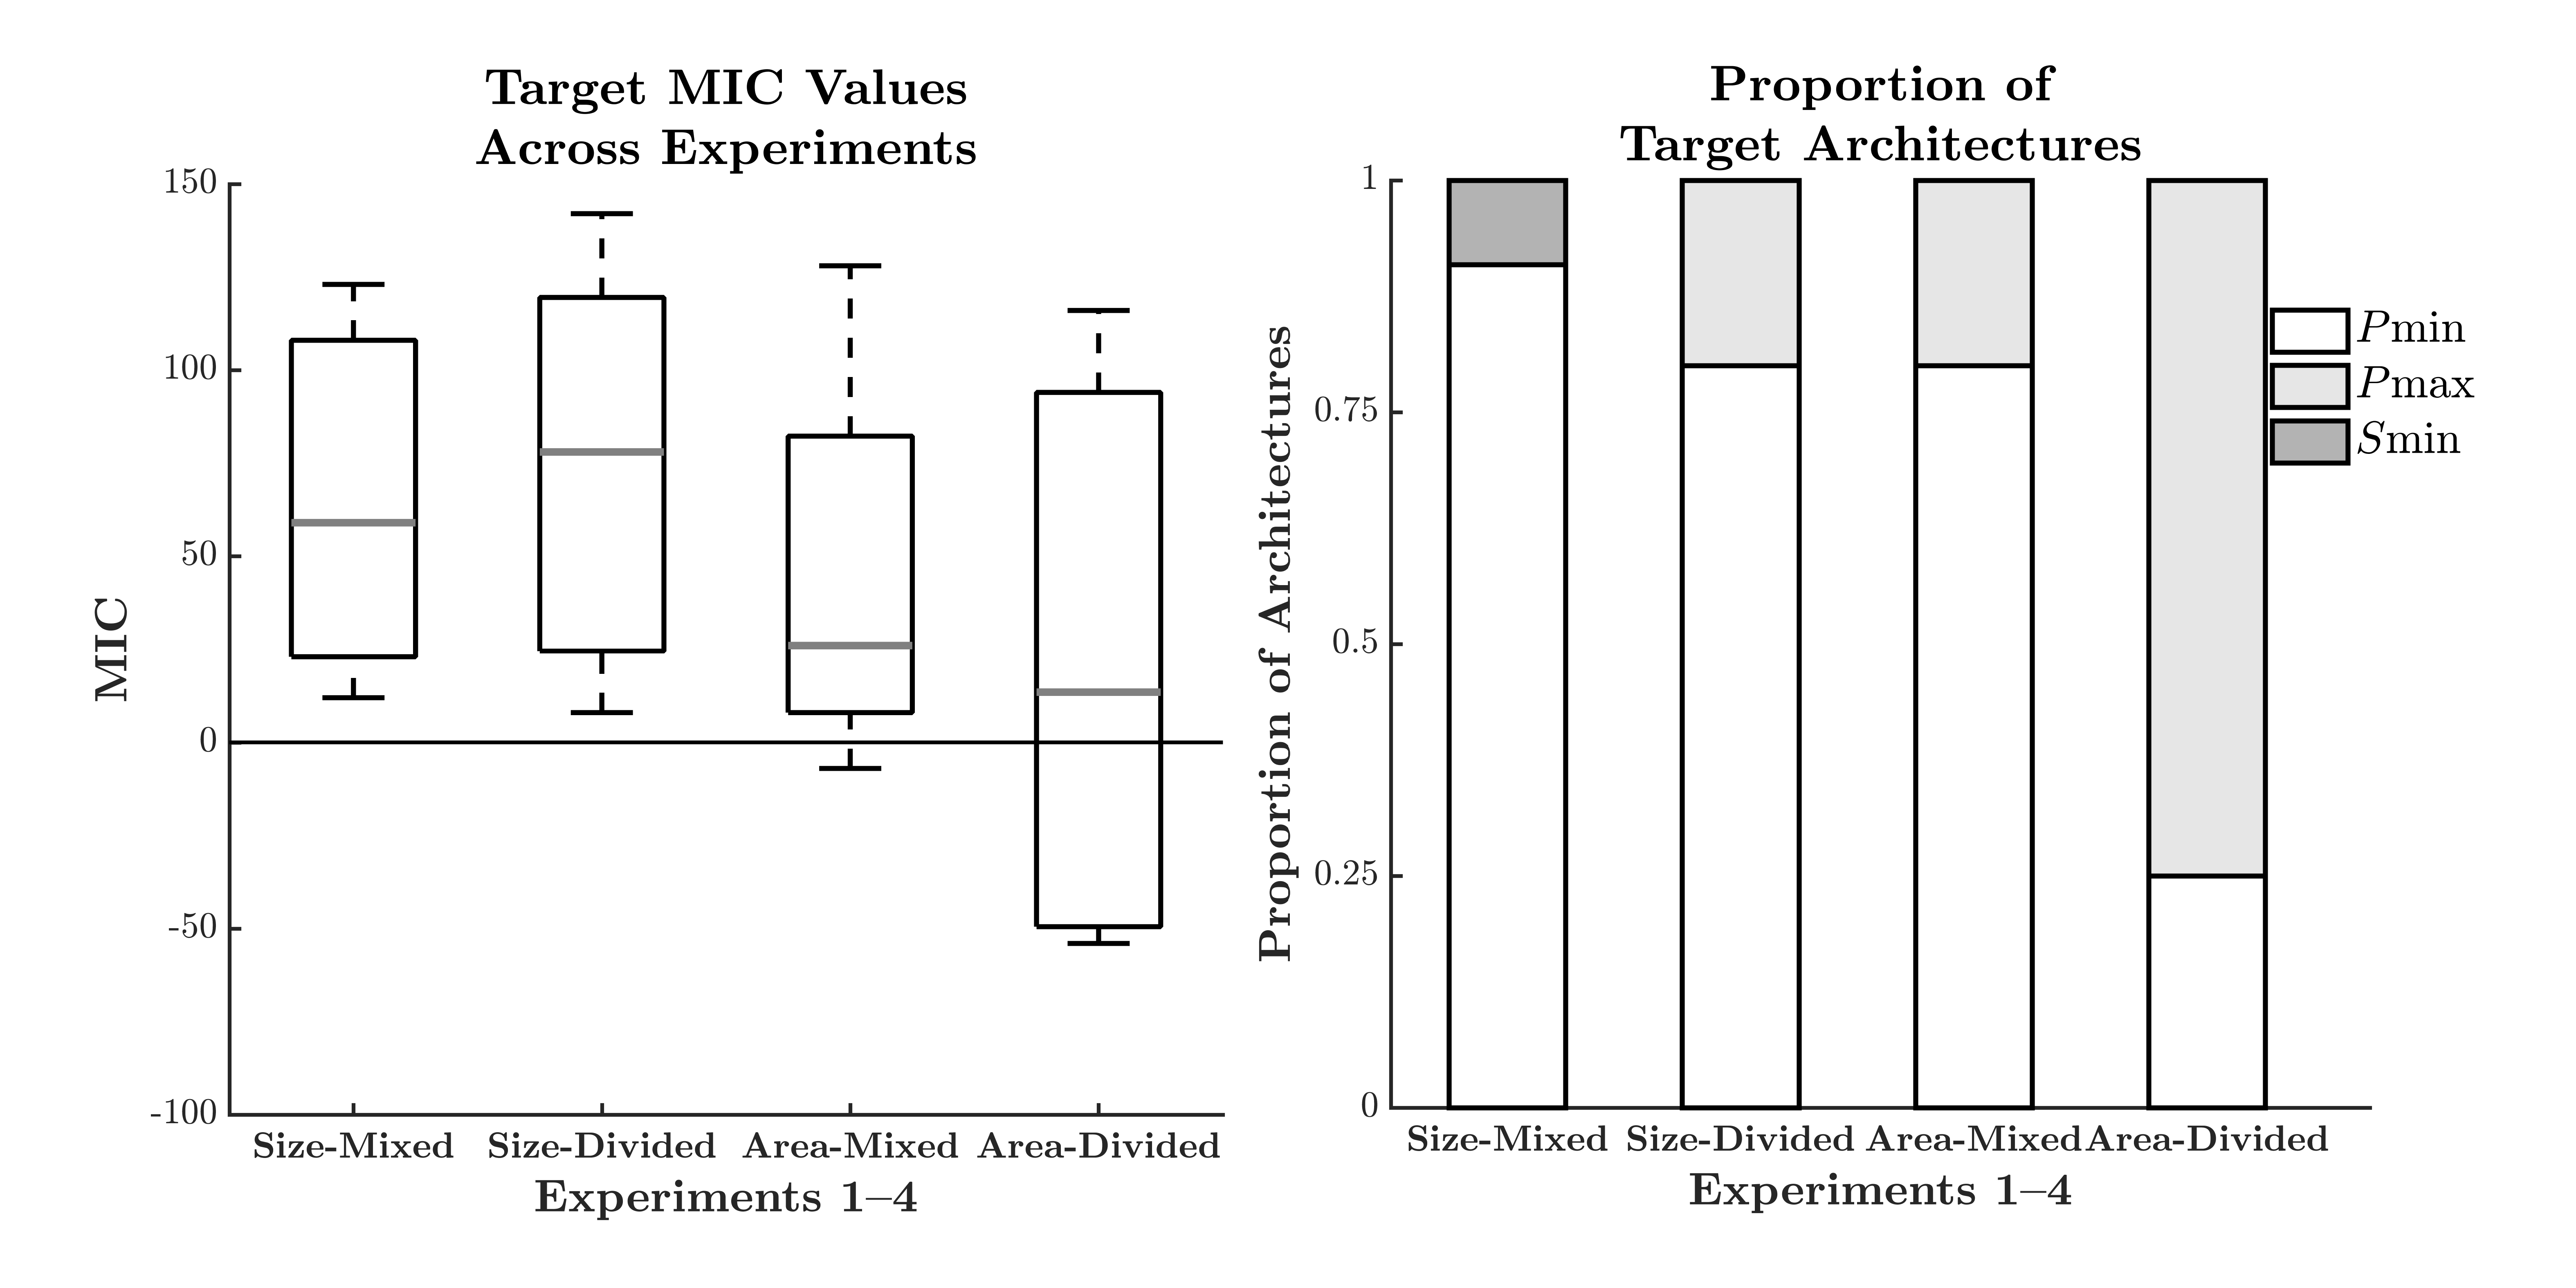 Target MIC Values
Across Experiments
150
100
50
0
-50
-100
MIC
Size-Mixed Size-Divided Area-Mixed Area-Divided
Experiments 1–4
Proportion of
Target Architectures
1
0.75
0.5
0.25
0
Proportion of Architectures
Pmin
Pmax
Smin
Size-Mixed Size-Divided Area-Mixed Area-Divided
Experiments 1–4